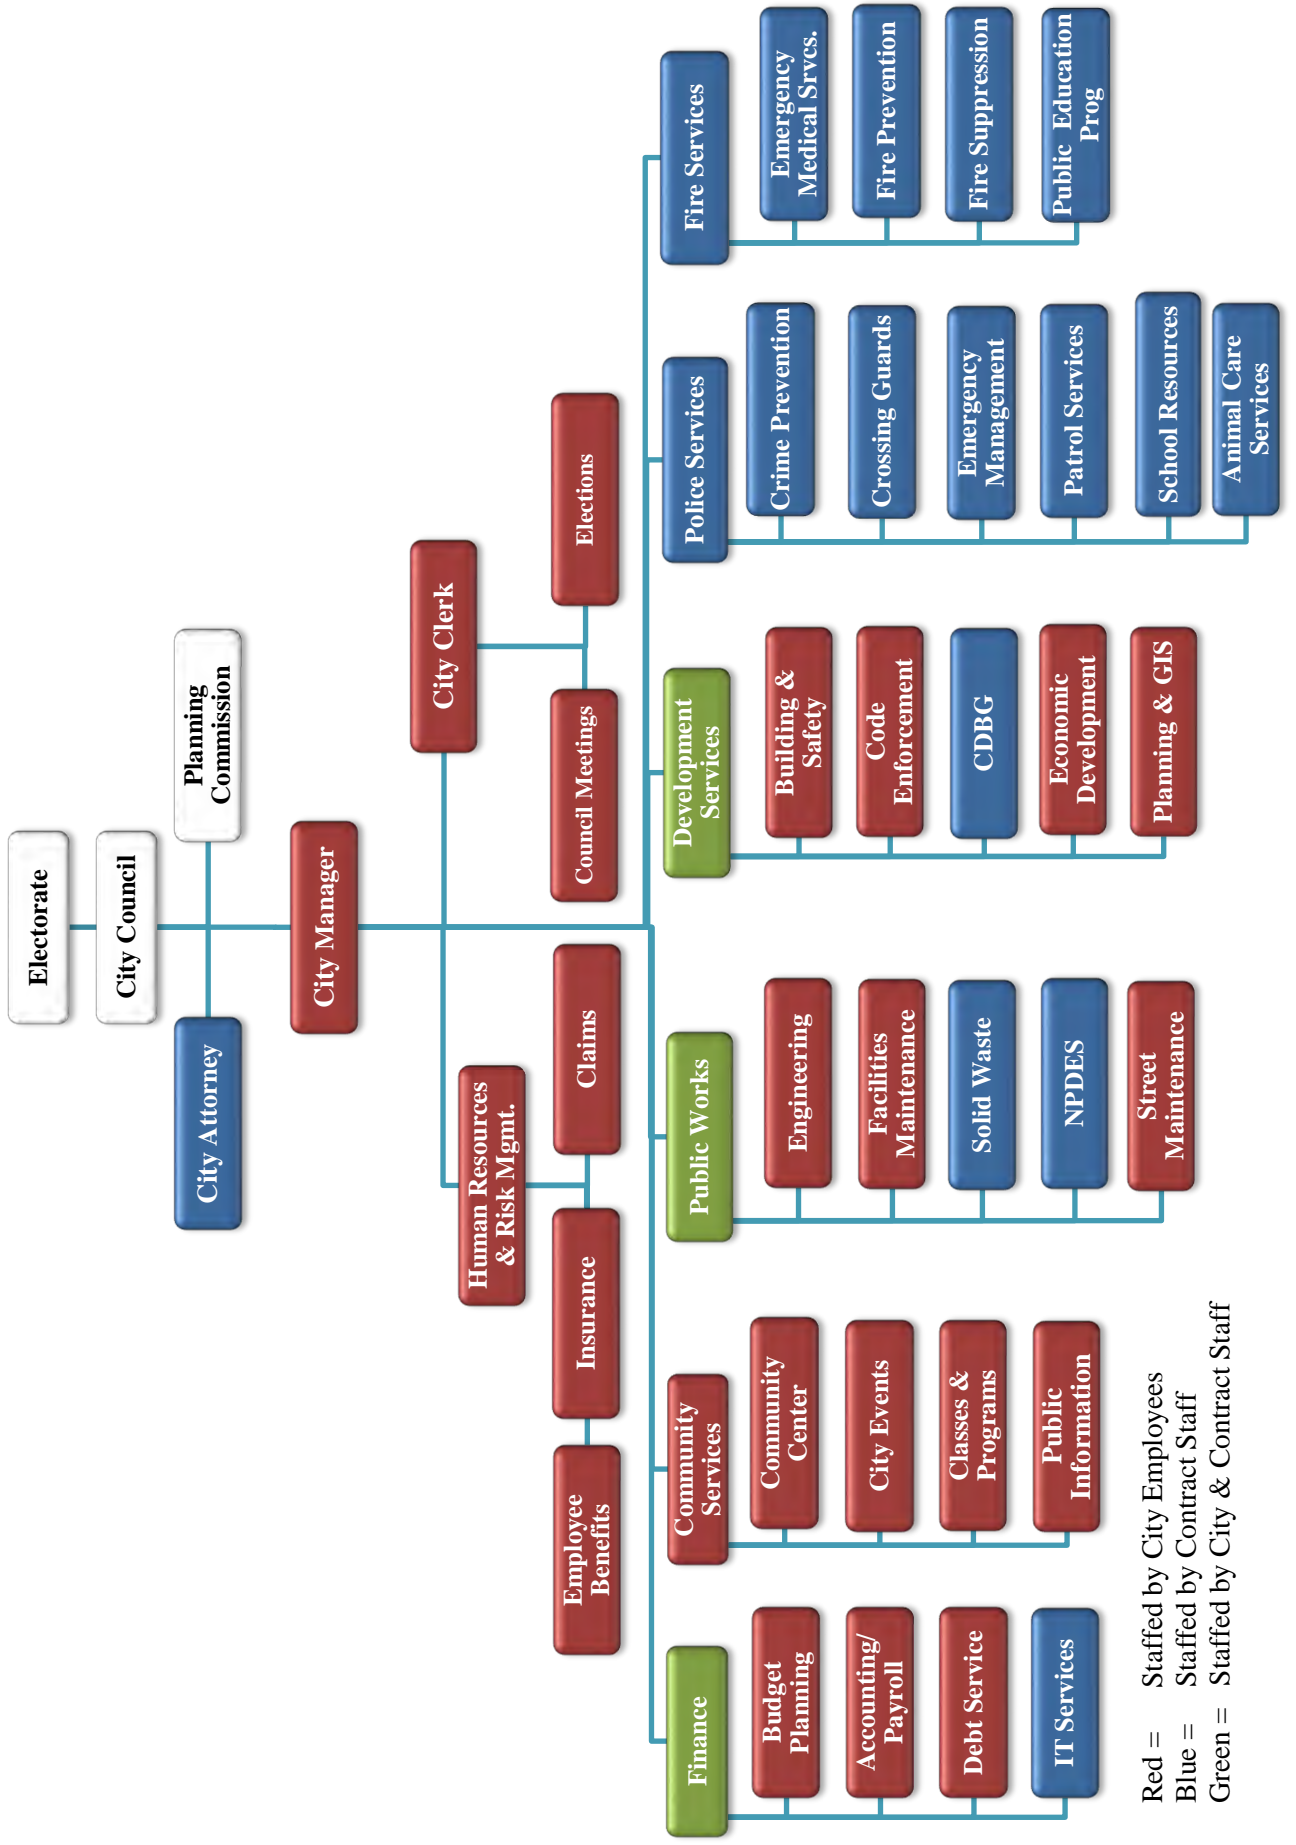 Electorate
City Council
City Attorney
Planning
Commission
City Manager
Human Resources
& Risk Mgmt.
City Clerk
Employee
Benefits
Insurance
Claims
Council Meetings
Elections
Finance
Budget
Planning
Accounting/
Payroll
Debt Service
IT Services
Community
Services
Community
Center
City Events
Classes &
Programs
Public
Information
Public Works
Engineering
Facilities
Maintenance
Solid Waste
NPDES
Street
Maintenance
Development
Services
Building &
Safety
Code
Enforcement
CDBG
Economic
Development
Planning & GIS
Police Services
Crime Prevention
Crossing Guards
Emergency
Management
Patrol Services
School Resources
Animal Care
Services
Fire Services
Emergency
Medical Srvcs.
Fire Prevention
Fire Suppression
Public Education
Prog
Red = Staffed by City Employees
Blue = Staffed by Contract Staff
Green = Staffed by City & Contract Staff